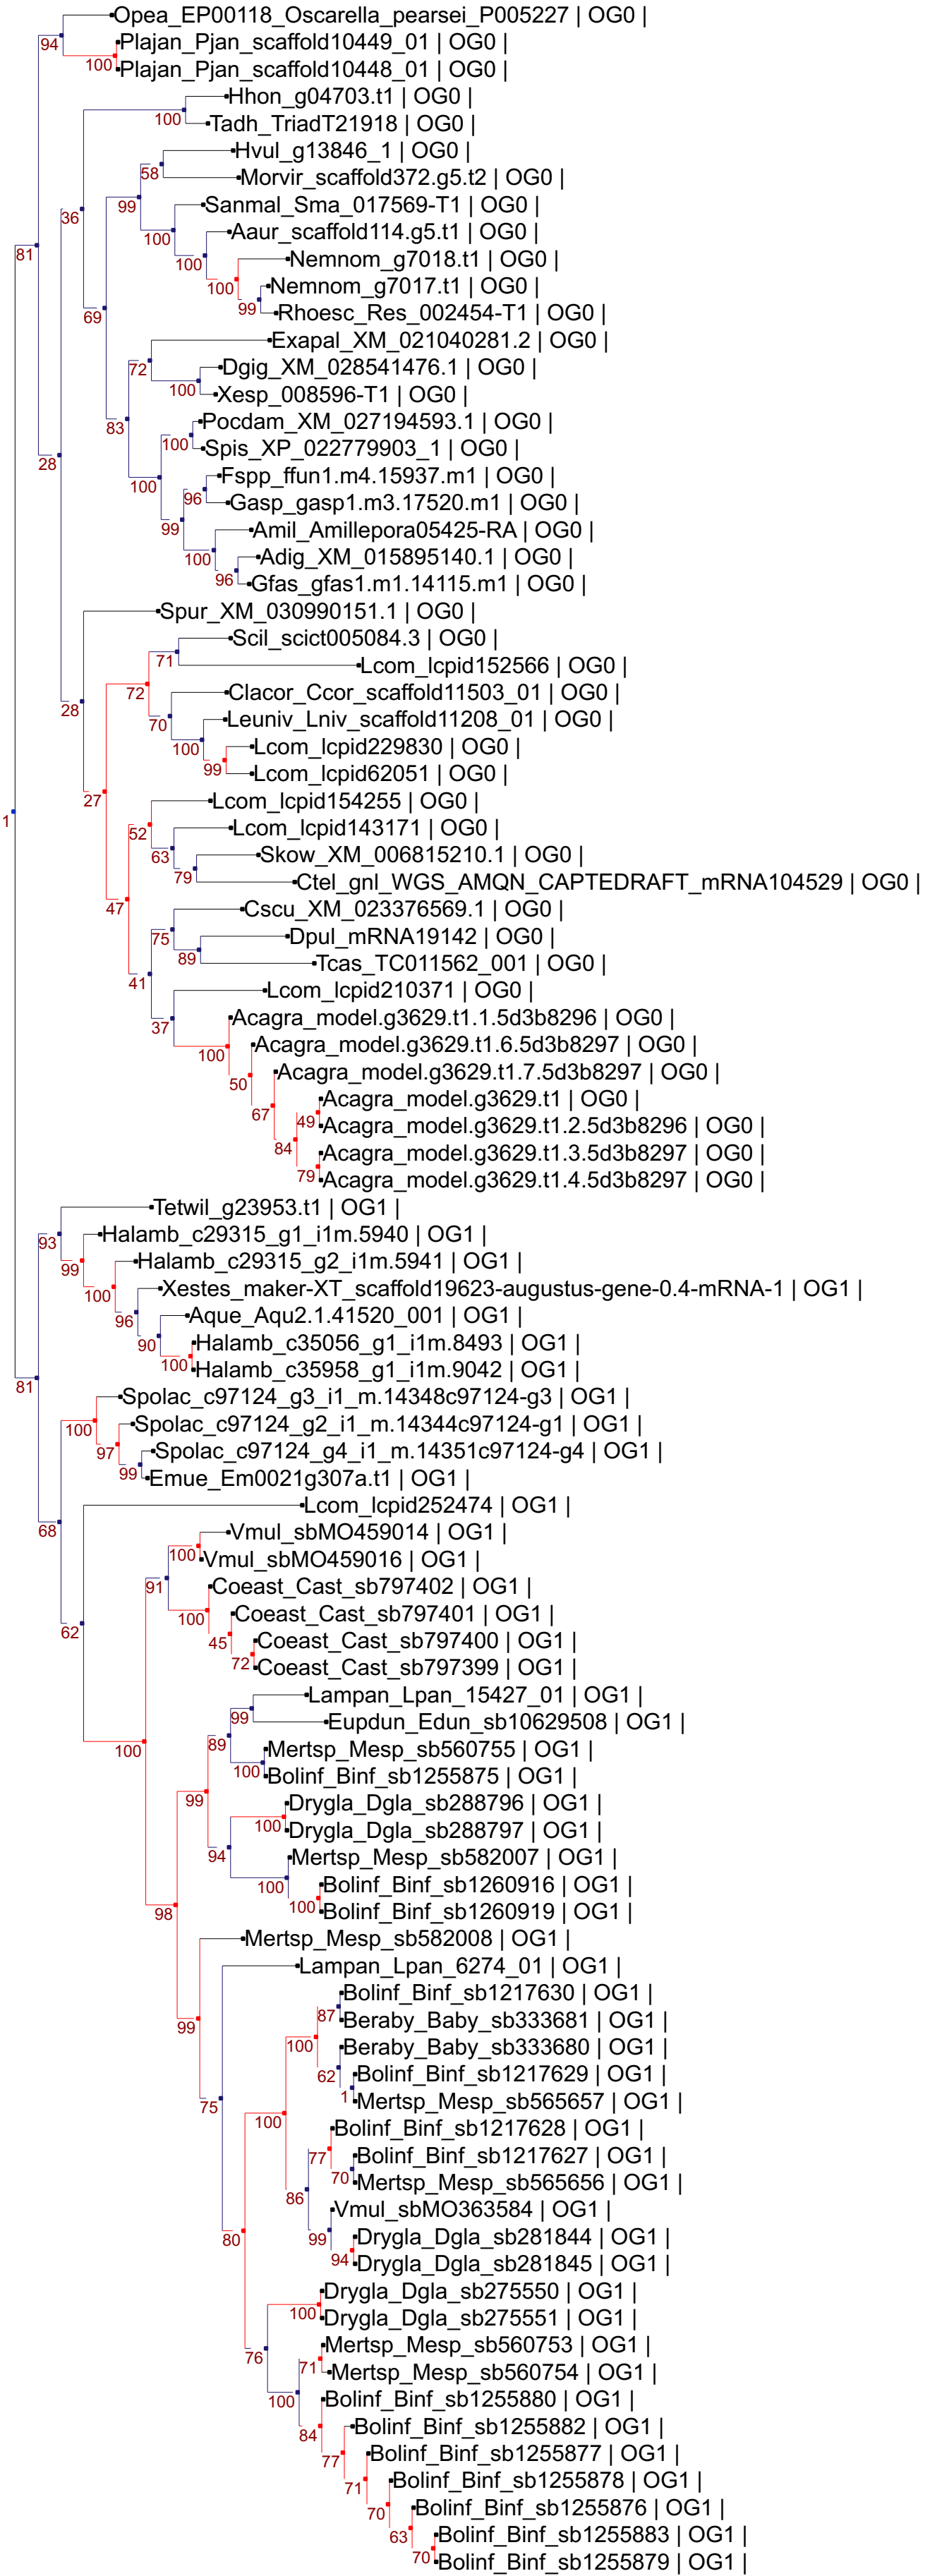 Opea_EP00118_Oscarella_pearsei_P005227 | OG0 |
94
Plajan_Pjan_scaffold10449_01 | OG0 |
100
Plajan_Pjan_scaffold10448_01 | OG0 |
Hhon_g04703.t1 | OG0 |
100
Tadh_TriadT21918 | OG0 |
Hvul_g13846_1 | OG0 |
58
Morvir_scaffold372.g5.t2 | OG0 |
99
Sanmal_Sma_017569-T1 | OG0 |
36
Aaur_scaffold114.g5.t1 | OG0 |
100
81
100
Nemnom_g7018.t1 | OG0 |
100
Nemnom_g7017.t1 | OG0 |
99
Rhoesc_Res_002454-T1 | OG0 |
69
Exapal_XM_021040281.2 | OG0 |
72
Dgig_XM_028541476.1 | OG0 |
100
Xesp_008596-T1 | OG0 |
83
Pocdam_XM_027194593.1 | OG0 |
100
Spis_XP_022779903_1 | OG0 |
28
100
Fspp_ffun1.m4.15937.m1 | OG0 |
96
Gasp_gasp1.m3.17520.m1 | OG0 |
99
Amil_Amillepora05425-RA | OG0 |
100
Adig_XM_015895140.1 | OG0 |
96
Gfas_gfas1.m1.14115.m1 | OG0 |
Spur_XM_030990151.1 | OG0 |
Scil_scict005084.3 | OG0 |
71
Lcom_lcpid152566 | OG0 |
72
Clacor_Ccor_scaffold11503_01 | OG0 |
28
70
Leuniv_Lniv_scaffold11208_01 | OG0 |
100
Lcom_lcpid229830 | OG0 |
99
Lcom_lcpid62051 | OG0 |
27
Lcom_lcpid154255 | OG0 |
1
52
Lcom_lcpid143171 | OG0 |
63
Skow_XM_006815210.1 | OG0 |
79
Ctel_gnl_WGS_AMQN_CAPTEDRAFT_mRNA104529 | OG0 |
47
Cscu_XM_023376569.1 | OG0 |
75
Dpul_mRNA19142 | OG0 |
89
Tcas_TC011562_001 | OG0 |
41
Lcom_lcpid210371 | OG0 |
37
Acagra_model.g3629.t1.1.5d3b8296 | OG0 |
100
Acagra_model.g3629.t1.6.5d3b8297 | OG0 |
50
Acagra_model.g3629.t1.7.5d3b8297 | OG0 |
67
Acagra_model.g3629.t1 | OG0 |
49
Acagra_model.g3629.t1.2.5d3b8296 | OG0 |
84
Acagra_model.g3629.t1.3.5d3b8297 | OG0 |
79
Acagra_model.g3629.t1.4.5d3b8297 | OG0 |
Tetwil_g23953.t1 | OG1 |
93
Halamb_c29315_g1_i1m.5940 | OG1 |
99
Halamb_c29315_g2_i1m.5941 | OG1 |
100
Xestes_maker-XT_scaffold19623-augustus-gene-0.4-mRNA-1 | OG1 |
96
Aque_Aqu2.1.41520_001 | OG1 |
90
Halamb_c35056_g1_i1m.8493 | OG1 |
100
Halamb_c35958_g1_i1m.9042 | OG1 |
81
Spolac_c97124_g3_i1_m.14348c97124-g3 | OG1 |
100
Spolac_c97124_g2_i1_m.14344c97124-g1 | OG1 |
97
Spolac_c97124_g4_i1_m.14351c97124-g4 | OG1 |
99
Emue_Em0021g307a.t1 | OG1 |
Lcom_lcpid252474 | OG1 |
68
Vmul_sbMO459014 | OG1 |
100
Vmul_sbMO459016 | OG1 |
91
Coeast_Cast_sb797402 | OG1 |
100
Coeast_Cast_sb797401 | OG1 |
62
45
Coeast_Cast_sb797400 | OG1 |
72
Coeast_Cast_sb797399 | OG1 |
Lampan_Lpan_15427_01 | OG1 |
99
Eupdun_Edun_sb10629508 | OG1 |
89
100
Mertsp_Mesp_sb560755 | OG1 |
100
Bolinf_Binf_sb1255875 | OG1 |
99
Drygla_Dgla_sb288796 | OG1 |
100
Drygla_Dgla_sb288797 | OG1 |
94
Mertsp_Mesp_sb582007 | OG1 |
100
Bolinf_Binf_sb1260916 | OG1 |
100
98
Bolinf_Binf_sb1260919 | OG1 |
Mertsp_Mesp_sb582008 | OG1 |
Lampan_Lpan_6274_01 | OG1 |
Bolinf_Binf_sb1217630 | OG1 |
87
99
Beraby_Baby_sb333681 | OG1 |
100
Beraby_Baby_sb333680 | OG1 |
62
Bolinf_Binf_sb1217629 | OG1 |
1
75
Mertsp_Mesp_sb565657 | OG1 |
100
Bolinf_Binf_sb1217628 | OG1 |
77
Bolinf_Binf_sb1217627 | OG1 |
70
Mertsp_Mesp_sb565656 | OG1 |
86
Vmul_sbMO363584 | OG1 |
80
99
Drygla_Dgla_sb281844 | OG1 |
94
Drygla_Dgla_sb281845 | OG1 |
Drygla_Dgla_sb275550 | OG1 |
100
Drygla_Dgla_sb275551 | OG1 |
76
Mertsp_Mesp_sb560753 | OG1 |
71
Mertsp_Mesp_sb560754 | OG1 |
100
Bolinf_Binf_sb1255880 | OG1 |
84
Bolinf_Binf_sb1255882 | OG1 |
77
Bolinf_Binf_sb1255877 | OG1 |
71
Bolinf_Binf_sb1255878 | OG1 |
70
Bolinf_Binf_sb1255876 | OG1 |
63
Bolinf_Binf_sb1255883 | OG1 |
70
Bolinf_Binf_sb1255879 | OG1 |